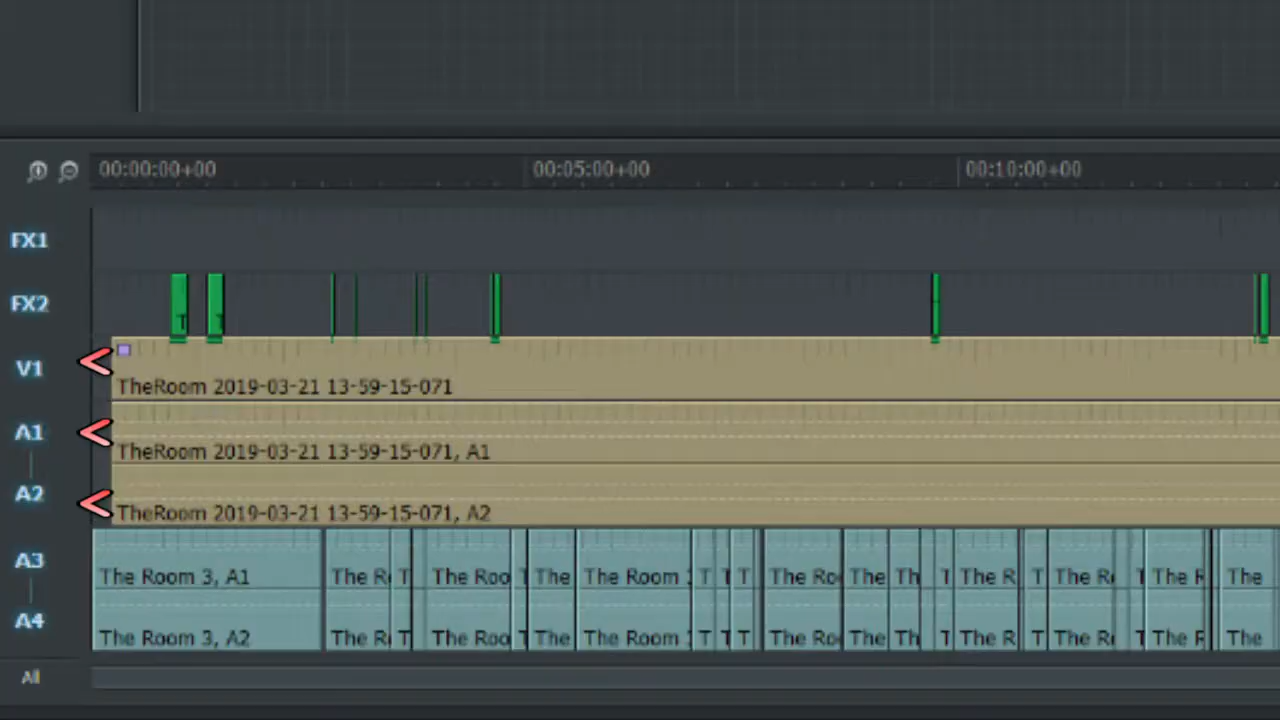 00:00:00+00 00:05:00+00 00:10:00+00
FX1
FX2
V1
TheRoom 2019-03-21 13-59-15-071
A1
TheRoom 2019-03-21 13-59-15-071, A1
A2
TheRoom 2019-03-21 13-59-15-071, A2
A3 The Room 3, A1 The R T The Roo T The The Room T T T The Ro The Th T The R T The R T The R The
A4 The Room 3, A2 The R T The Roo T The The Room T T T The Ro The Th T The R T The R T The R The
All